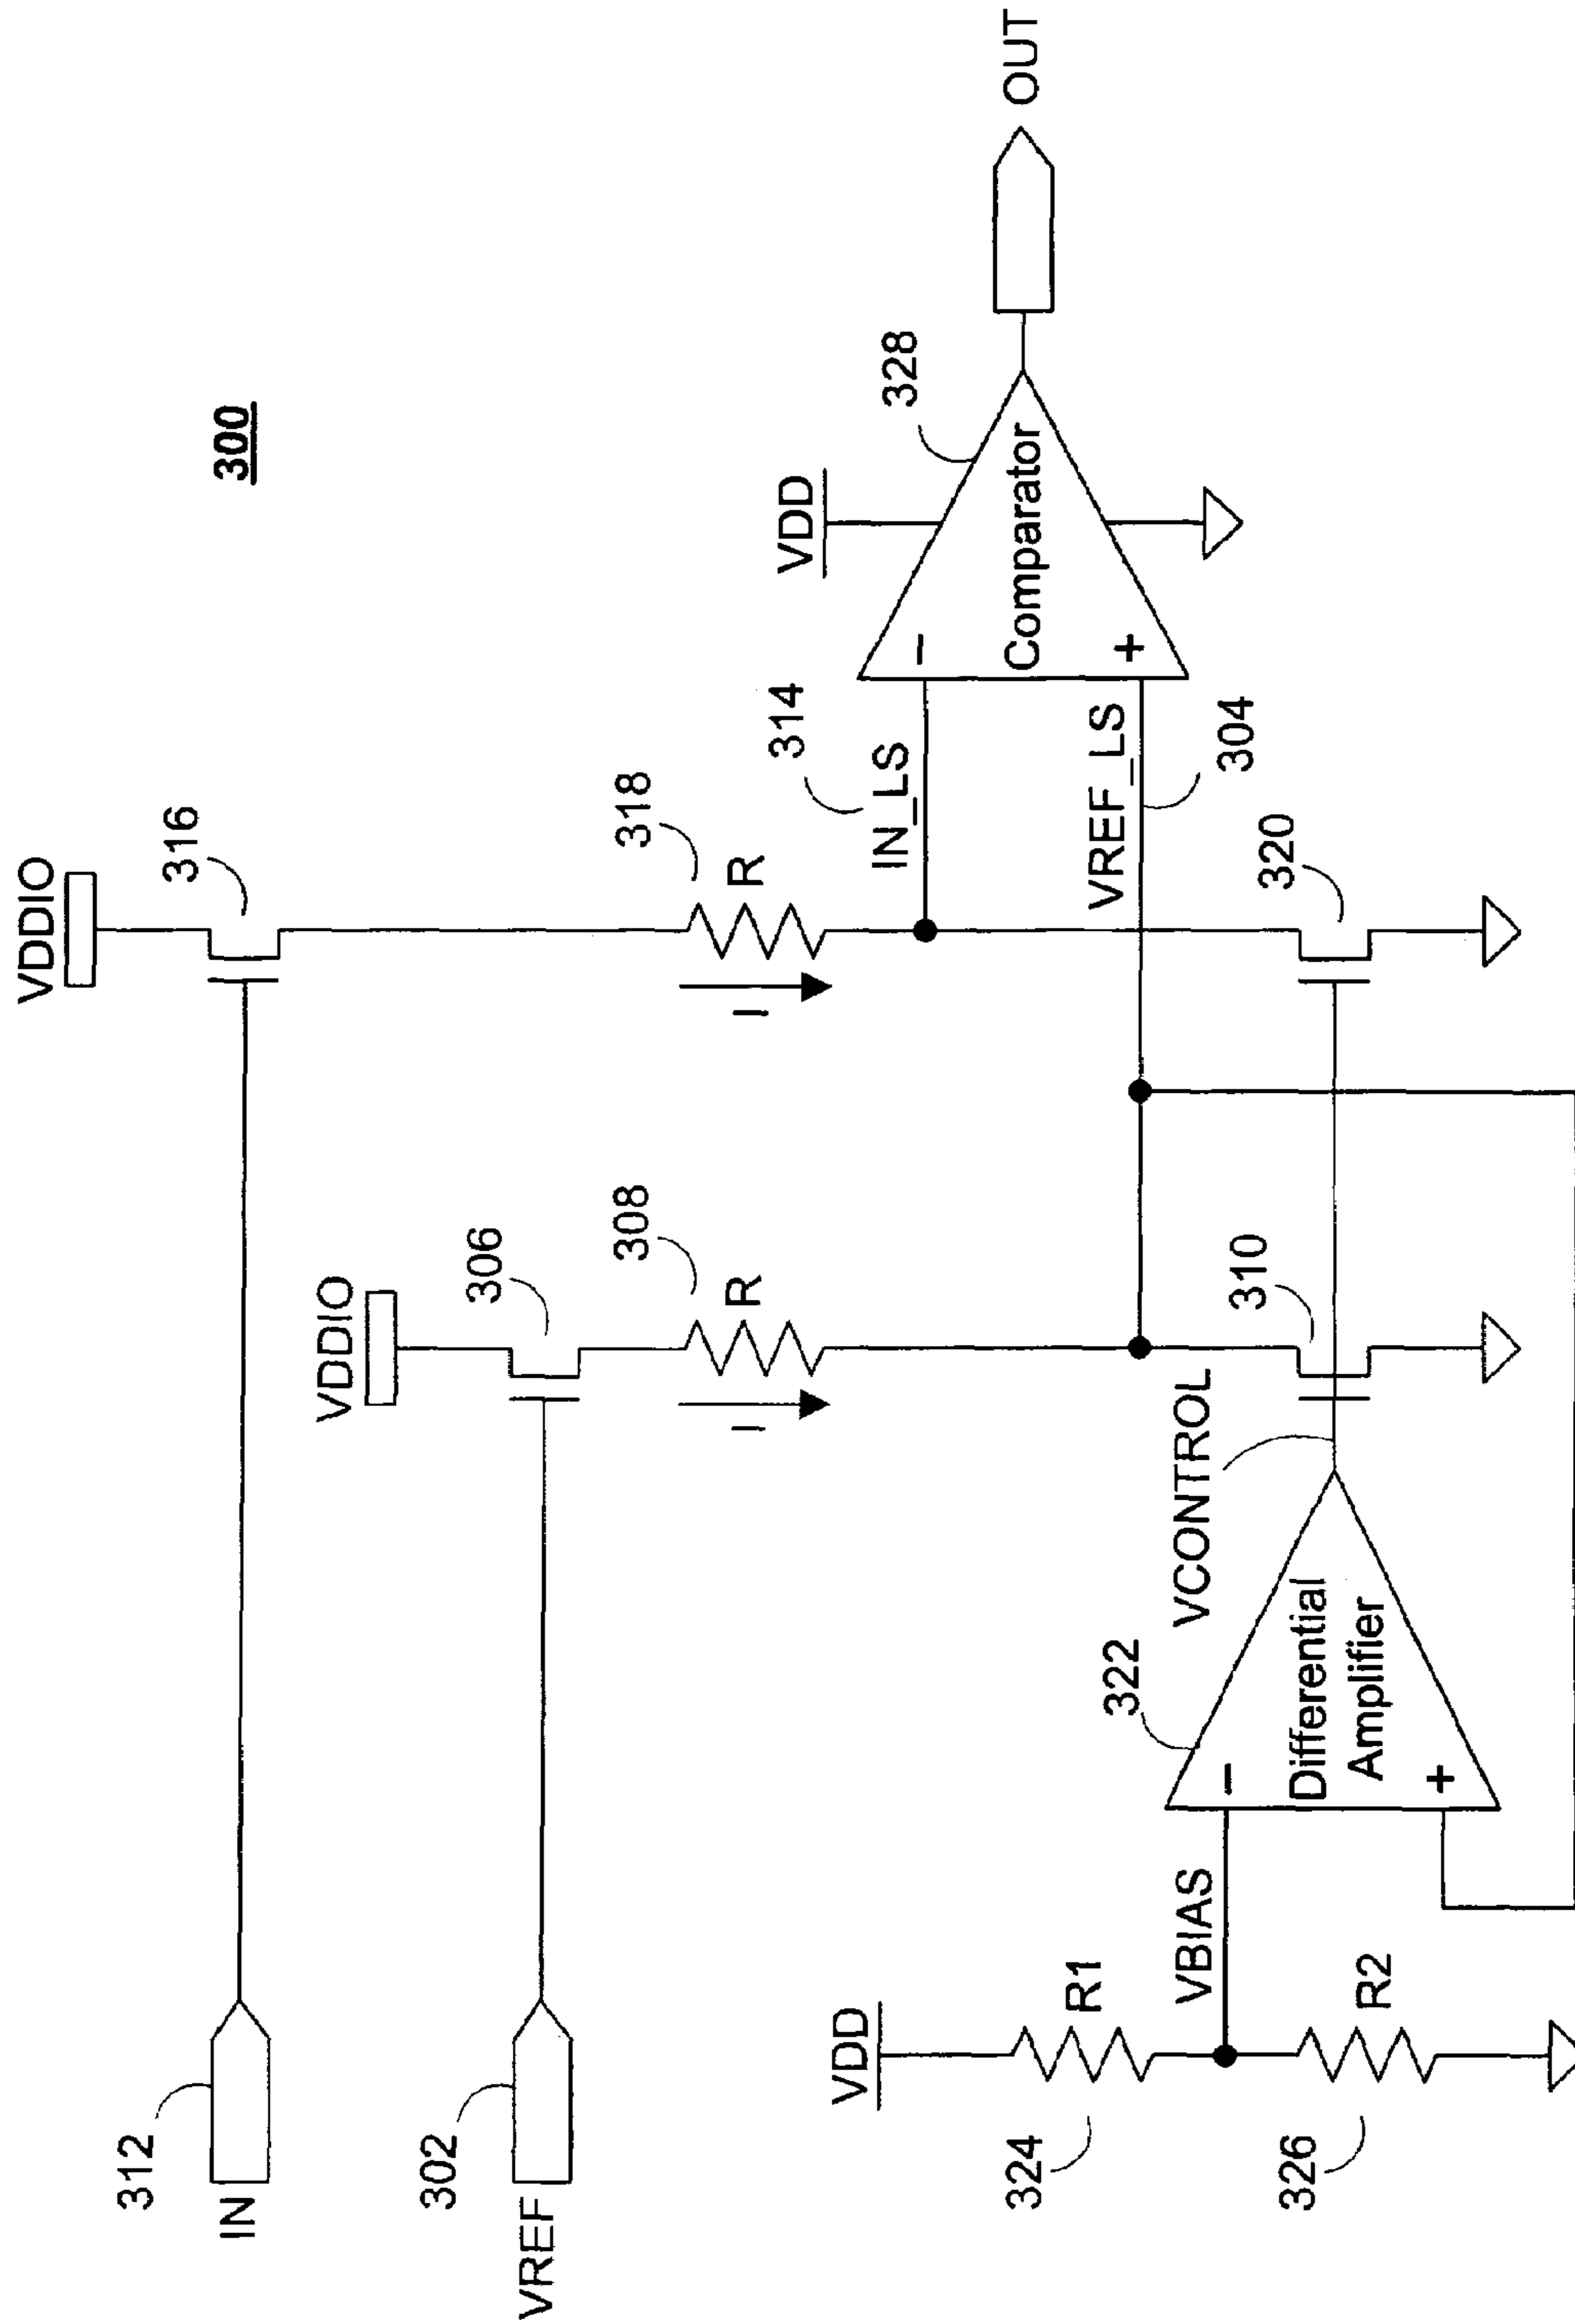 300
VDDIO
316
312
IN
VDDIO
306
302
VREF
318
R
I
308
R
I
314
IN_LS
VREF_LS
304
VDD
328
–
Comparator
+
OUT
320
310
VCONTROL
322
–
Differential
Amplifier
+
VBIAS
VDD
324
R1
326
R2